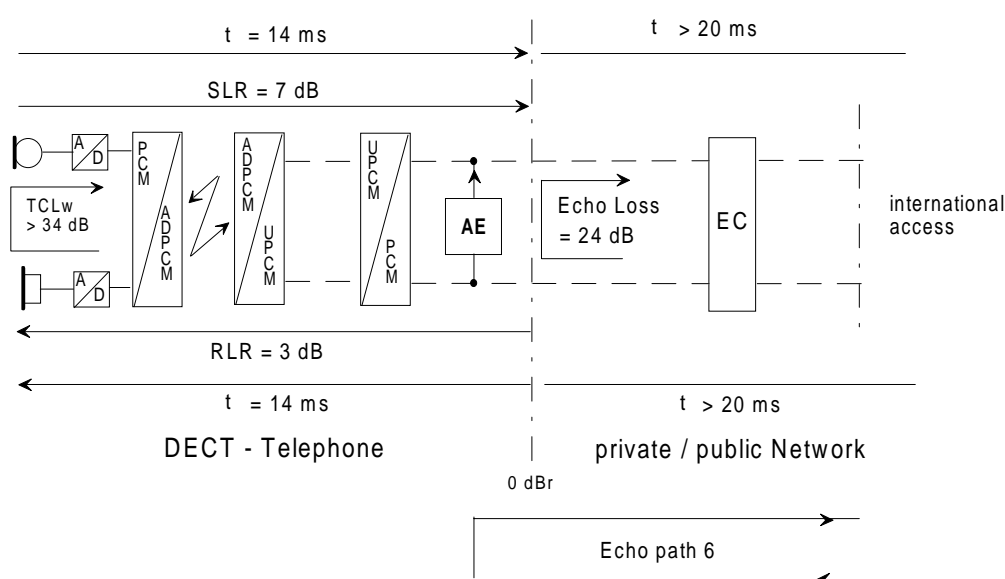 t = 14 ms
t > 20 ms
SLR = 7 dB
A
D
PCM
ADPCM
ADPCM
UPCM
UPCM
PCM
TCLw
> 34 dB
AE
Echo Loss
= 24 dB
EC
international
access
A
D
RLR = 3 dB
t = 14 ms
t > 20 ms
DECT - Telephone
private / public Network
0 dBr
Echo path 6